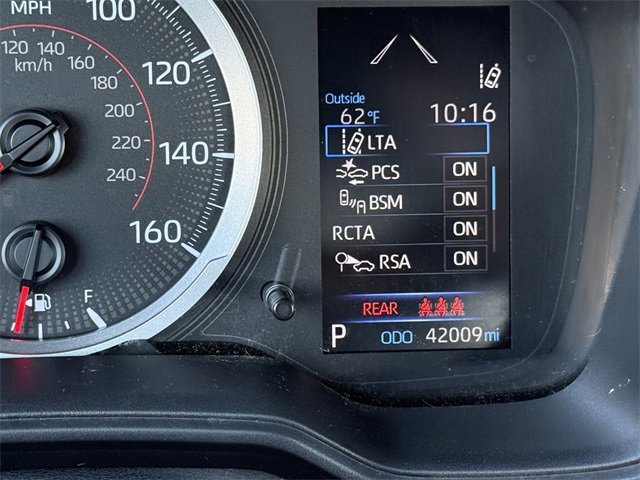 MPH
100
120
140
160
120
140
km/h
160
180
200
220
240
F
Outside
62°F
10:16
LTA
PCS ON
BSM ON
RCTA ON
RSA ON
REAR
P ODO 42009 mi